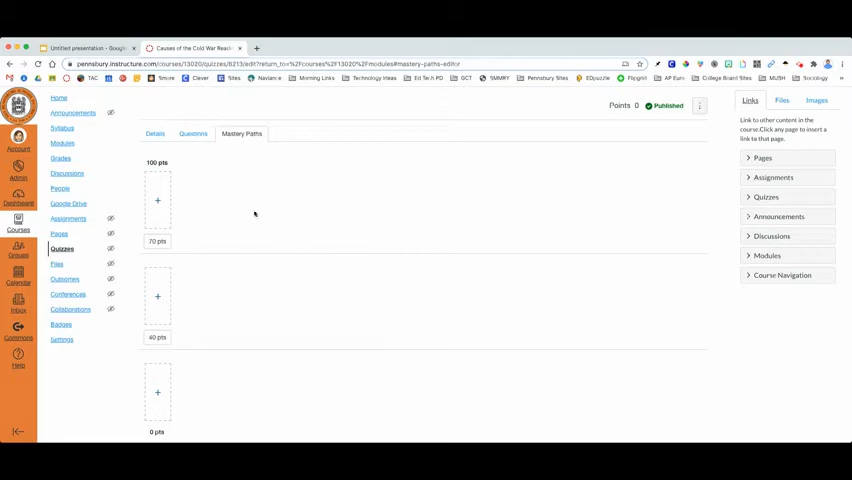 Untitled presentation - Google
Causes of the Cold War Readi
pennsbury.instructure.com/courses/13020/quizzes/8213/edit?return_to=%2Fcourses%2F13020%2Fmodules#mastery-paths-editor
TAC
Smore
Clever
Sites
Naviance
Morning Links
Technology Ideas
Ed Tech PD
GCT
SMMRY
Pennsbury Sites
EDpuzzle
Flipgrid
AP Euro
College Board Sites
MUSH
Sociology
Account
Admin
Dashboard
Courses
Groups
Calendar
Inbox
Commons
Help
Home
Announcements
Syllabus
Modules
Grades
Discussions
People
Google Drive
Assignments
Pages
Quizzes
Files
Outcomes
Conferences
Collaborations
Badges
Settings
Points 0 Published
Details Questions Mastery Paths
100 pts
+
70 pts
+
40 pts
+
0 pts
Links Files Images
Link to other content in the
course.Click any page to insert a
link to that page.
Pages
Assignments
Quizzes
Announcements
Discussions
Modules
Course Navigation